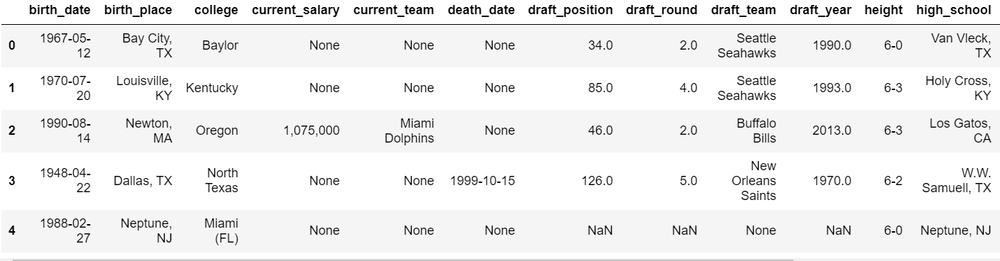 birth_date birth_place college current_salary current_team death_date draft_position draft_round draft_team draft_year height high_school
0 1967-05-12 Bay City, TX Baylor None None None 34.0 2.0 Seattle Seahawks 1990.0 6-0 Van Vleck, TX
1 1970-07-20 Louisville, KY Kentucky None None None 85.0 4.0 Seattle Seahawks 1993.0 6-3 Holy Cross, KY
2 1990-08-14 Newton, MA Oregon 1,075,000 Miami Dolphins None 46.0 2.0 Buffalo Bills 2013.0 6-3 Los Gatos, CA
3 1948-04-22 Dallas, TX North Texas None None 1999-10-15 126.0 5.0 New Orleans Saints 1970.0 6-2 W.W. Samuell, TX
4 1988-02-27 Neptune, NJ Miami (FL) None None None NaN NaN None NaN 6-0 Neptune, NJ